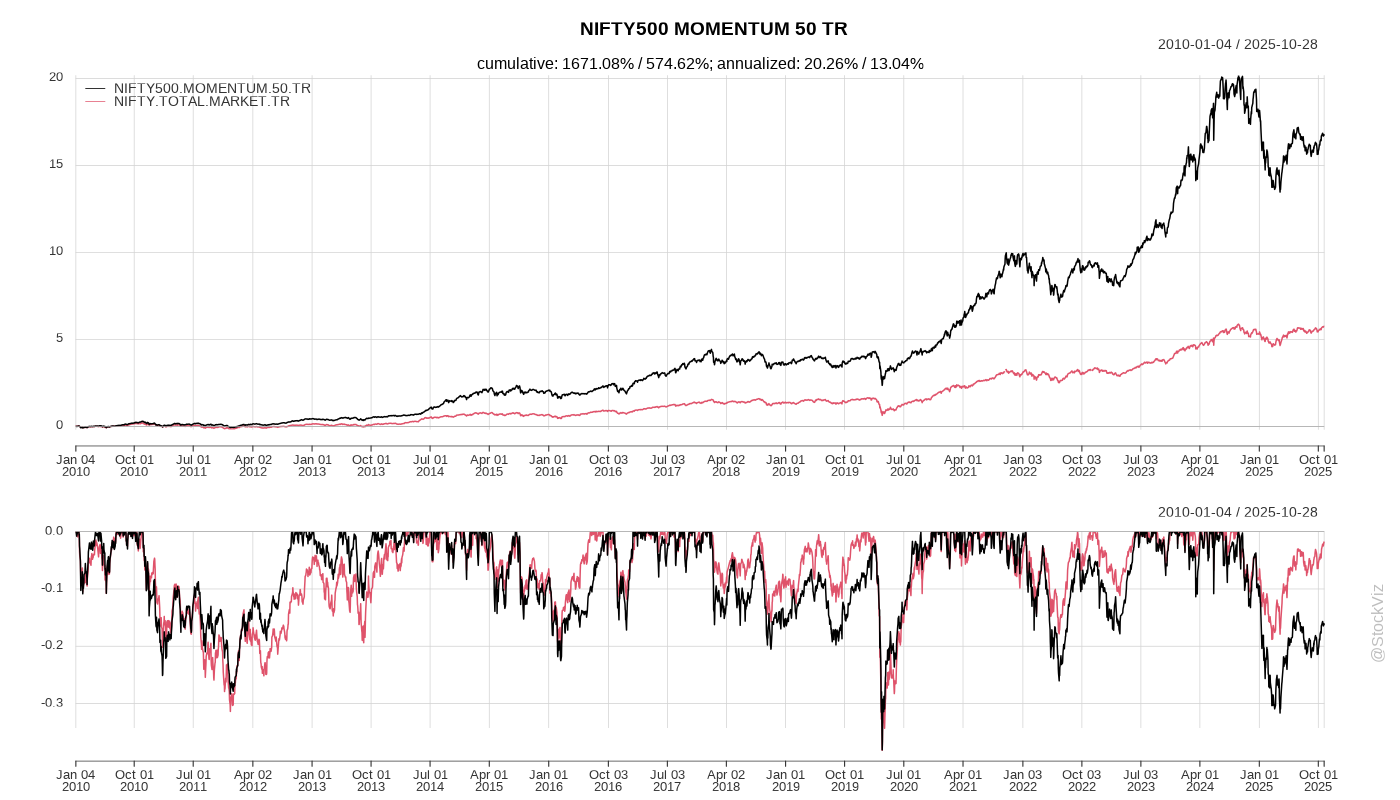 NIFTY500 MOMENTUM 50 TR
2010-01-04 / 2025-10-28
cumulative: 1671.08% / 574.62%; annualized: 20.26% / 13.04%
NIFTY500.MOMENTUM.50.TR
NIFTY.TOTAL.MARKET.TR
20
15
10
5
0
Jan 04 Oct 01 Jul 01 Apr 02 Jan 01 Oct 01 Jul 01 Apr 01 Jan 01 Oct 03 Jul 03 Apr 02 Jan 01 Oct 01 Jul 01 Apr 01 Jan 03 Oct 03 Jul 03 Apr 01 Jan 01 Oct 01
2010 2010 2011 2012 2013 2013 2014 2015 2016 2016 2017 2018 2019 2019 2020 2021 2022 2022 2023 2024 2025 2025
2010-01-04 / 2025-10-28
0.0
-0.1
-0.2
-0.3
Jan 04 Oct 01 Jul 01 Apr 02 Jan 01 Oct 01 Jul 01 Apr 01 Jan 01 Oct 03 Jul 03 Apr 02 Jan 01 Oct 01 Jul 01 Apr 01 Jan 03 Oct 03 Jul 03 Apr 01 Jan 01 Oct 01
2010 2010 2011 2012 2013 2013 2014 2015 2016 2016 2017 2018 2019 2019 2020 2021 2022 2022 2023 2024 2025 2025
@StockViz